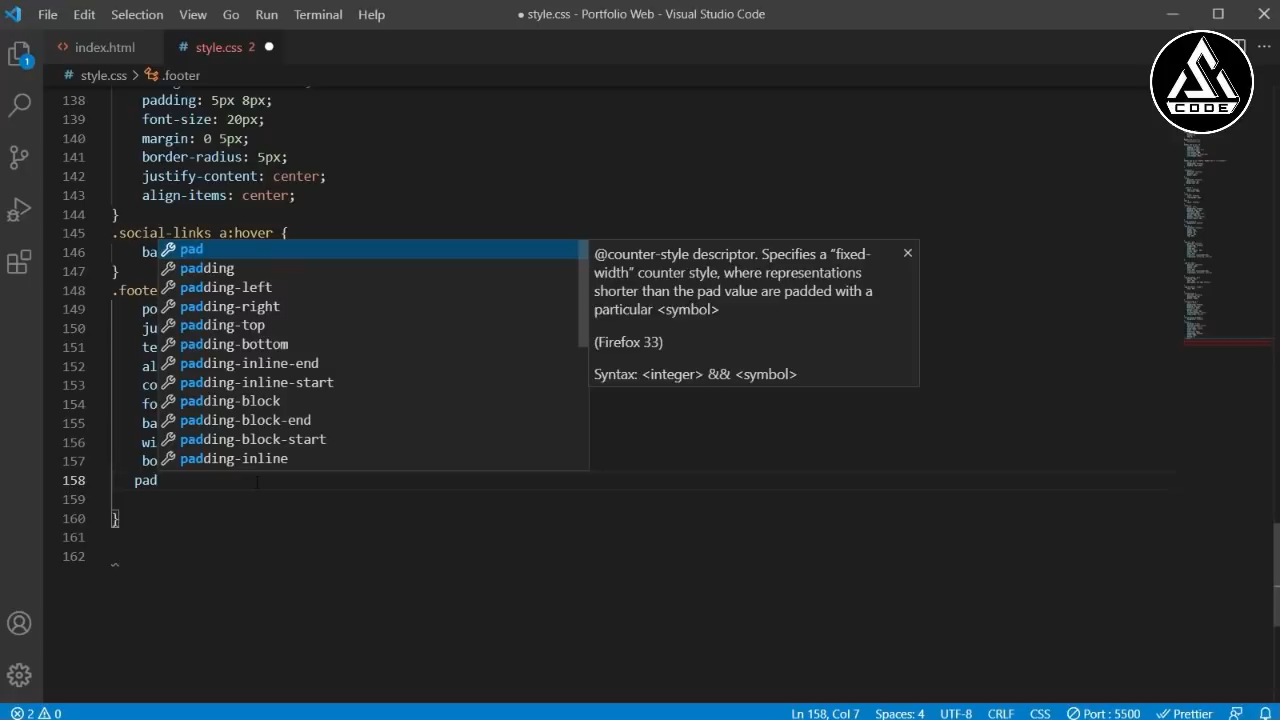 File Edit Selection View Go Run Terminal Help
● style.css - Portfolio Web - Visual Studio Code
index.html
# style.css 2 ●
# style.css > .footer
CODE
1
138 padding: 5px 8px;
139 font-size: 20px;
140 margin: 0 5px;
141 border-radius: 5px;
142 justify-content: center;
143 align-items: center;
144 }
145 .social-links a:hover {
146 ba
147 }
148 .foote
149 po
150 ju
151 te
152 al
153 co
154 fo
155 ba
156 wi
157 bo
158 pad
159
160 }
161
162
pad
padding
padding-left
padding-right
padding-top
padding-bottom
padding-inline-end
padding-inline-start
padding-block
padding-block-end
padding-block-start
padding-inline
@counter-style descriptor. Specifies a “fixed-
width” counter style, where representations
shorter than the pad value are padded with a
particular <symbol>
(Firefox 33)
Syntax: <integer> && <symbol>
2 0
Ln 158, Col 7 Spaces: 4 UTF-8 CRLF CSS Port : 5500 Prettier